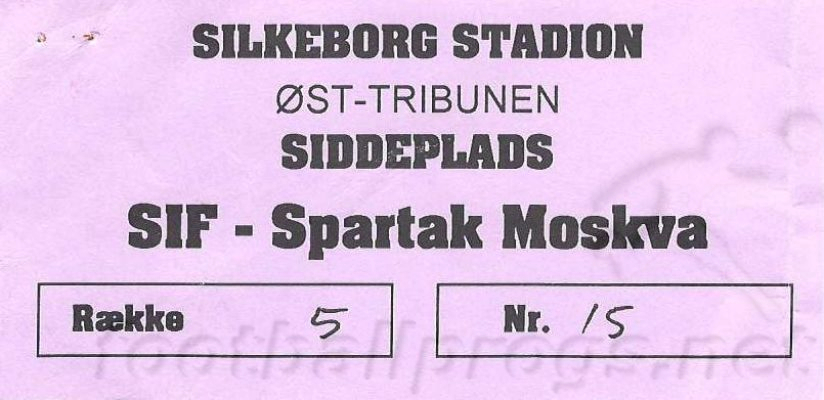 SILKEBORG STADION
ØST-TRIBUNEN
SIDDEPLADS
SIF - Spartak Moskva
Række 5 Nr. 15
footballprogs.net